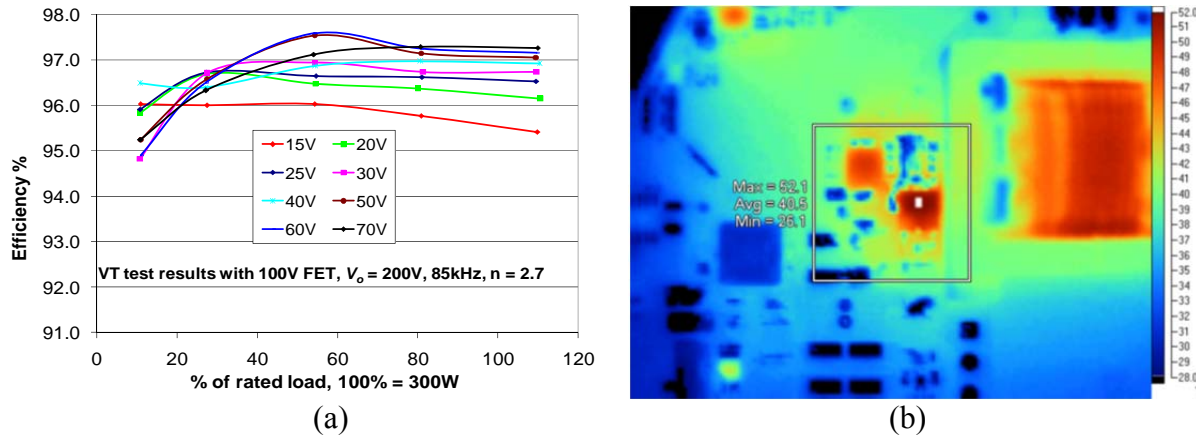 98.0
97.0
96.0
95.0
94.0
93.0
92.0
91.0
Efficiency %
15V 20V
25V 30V
40V 50V
60V 70V
VT test results with 100V FET, Vo = 200V, 85kHz, n = 2.7
0 20 40 60 80 100 120
% of rated load, 100% = 300W
(a)
Max = 52.1
Avg = 40.5
Min = 26.1
52.0
51
50
49
48
47
46
45
44
43
42
41
40
39
38
37
36
35
34
33
32
31
30
29
28.0
(b)